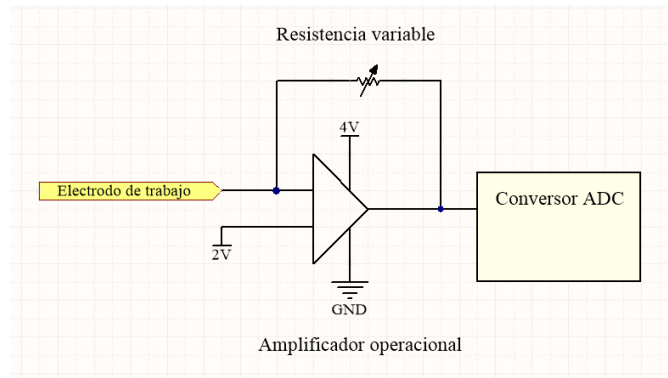 Resistencia variable
4V
Electrodo de trabajo
Conversor ADC
2V
GND
Amplificador operacional